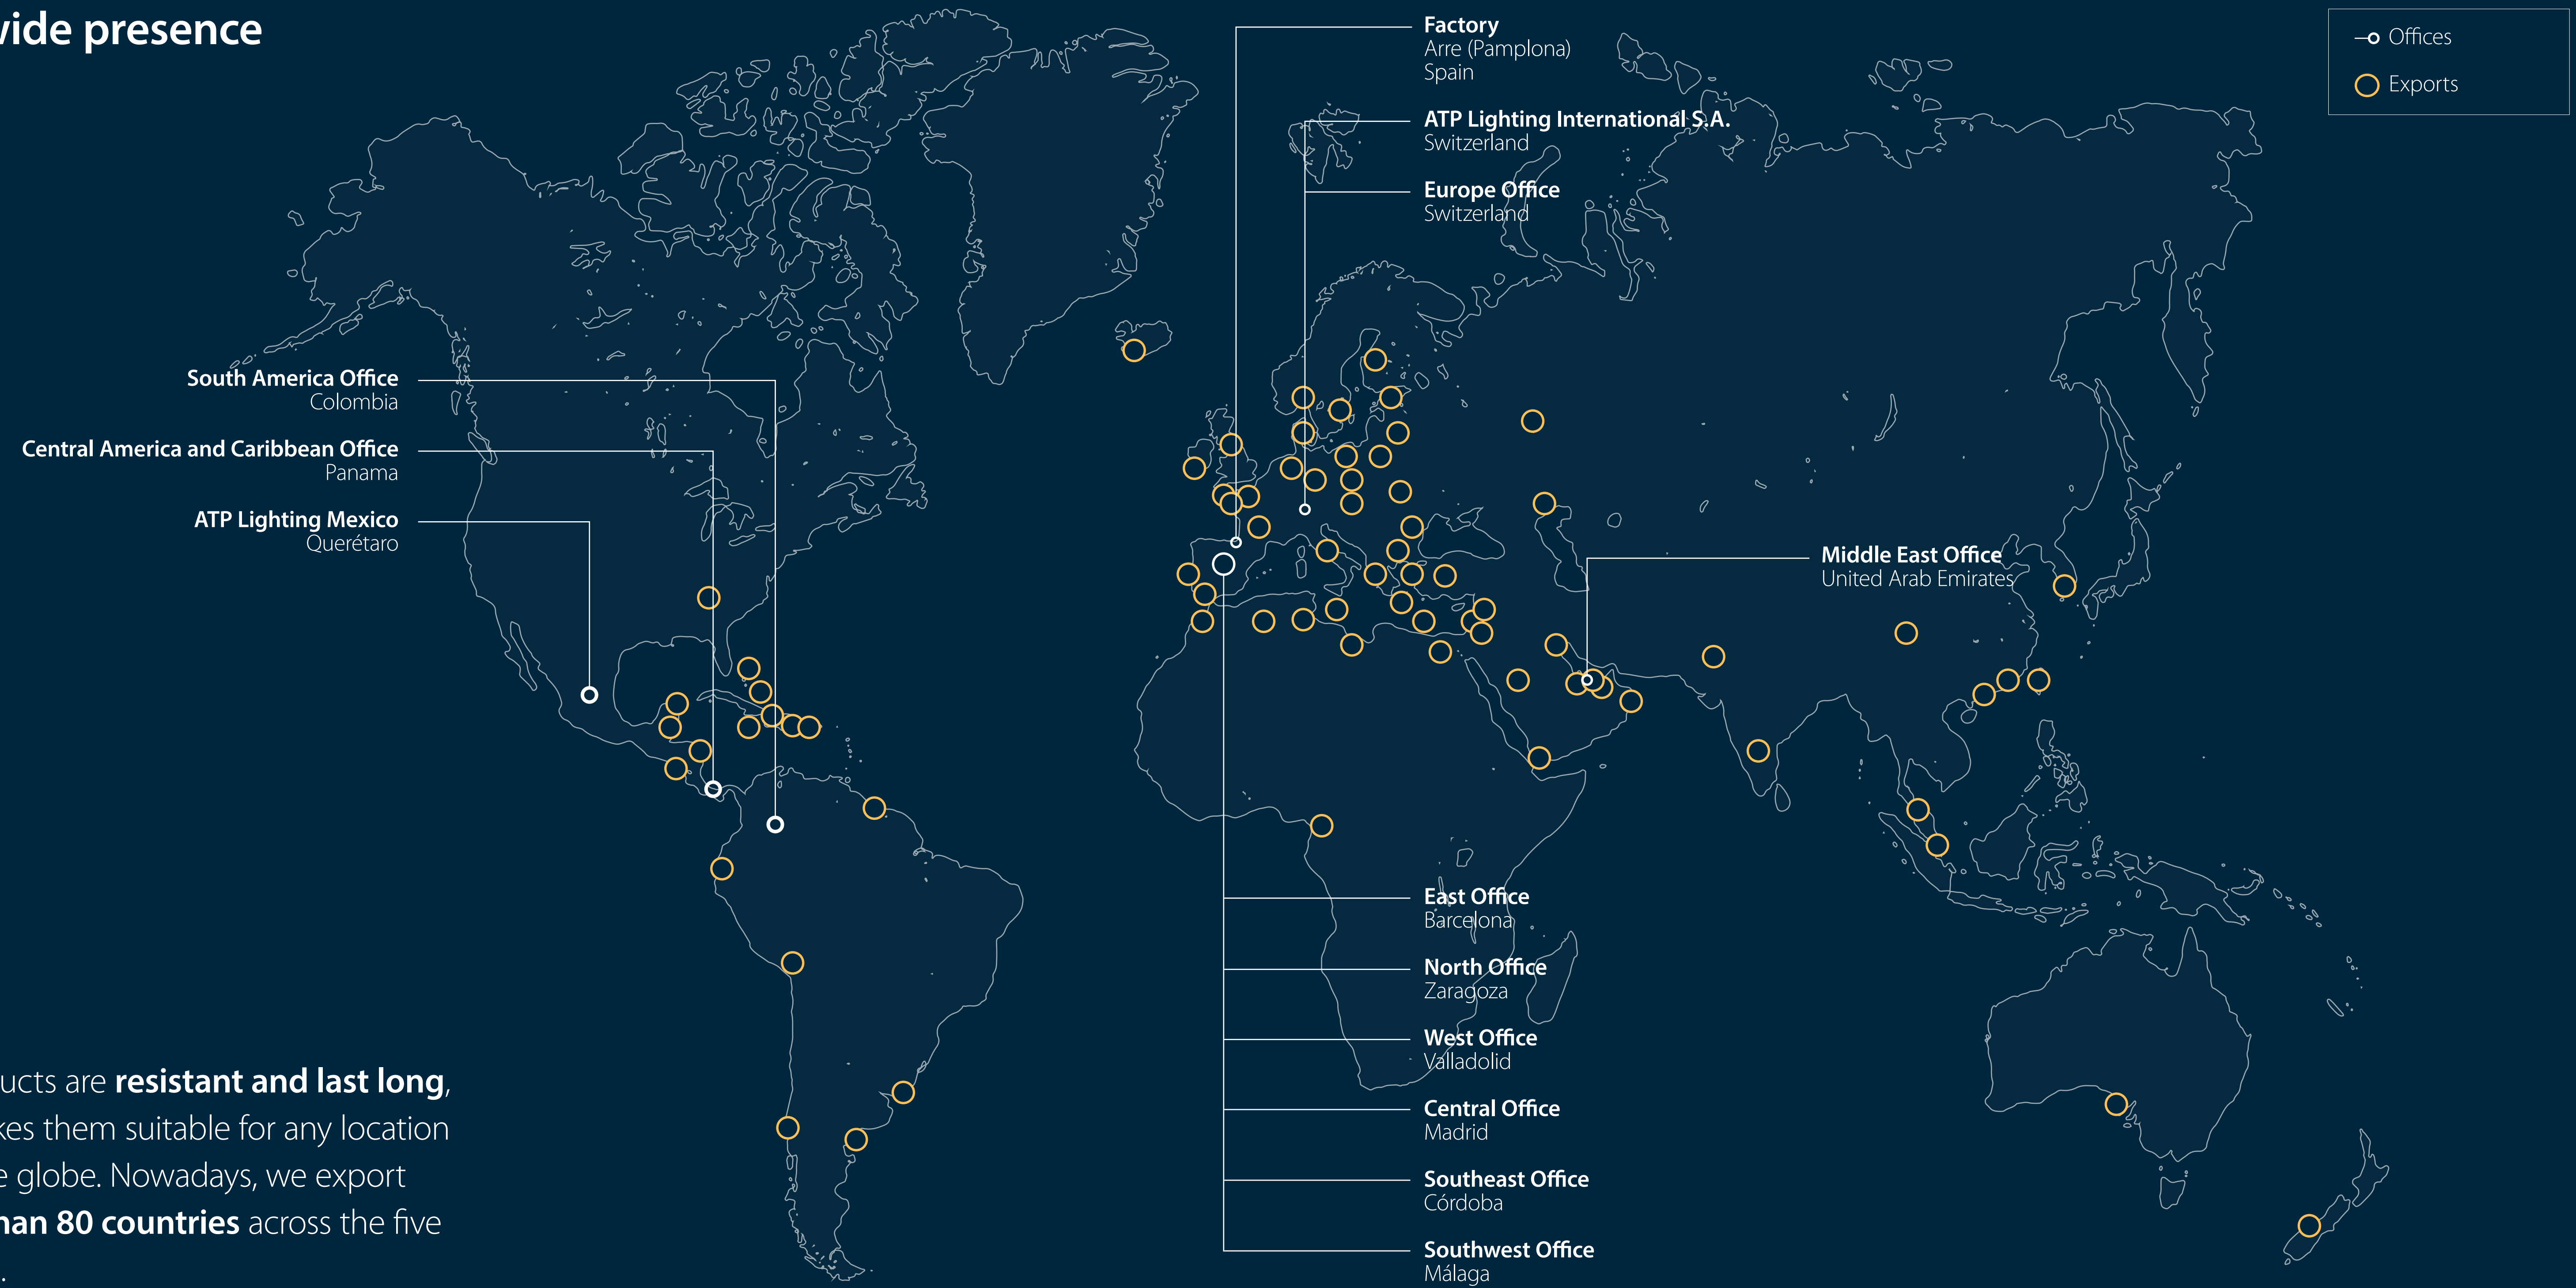 wide presence
Factory
Arre (Pamplona)
Spain
ATP Lighting International S.A.
Switzerland
Europe Office
Switzerland
Offices
Exports
South America Office
Colombia
Central America and Caribbean Office
Panama
ATP Lighting Mexico
Querétaro
Middle East Office
United Arab Emirates
East Office
Barcelona
North Office
Zaragoza
West Office
Valladolid
Central Office
Madrid
Southeast Office
Córdoba
Southwest Office
Málaga
ucts are resistant and last long,
kes them suitable for any location
e globe. Nowadays, we export
han 80 countries across the five
.